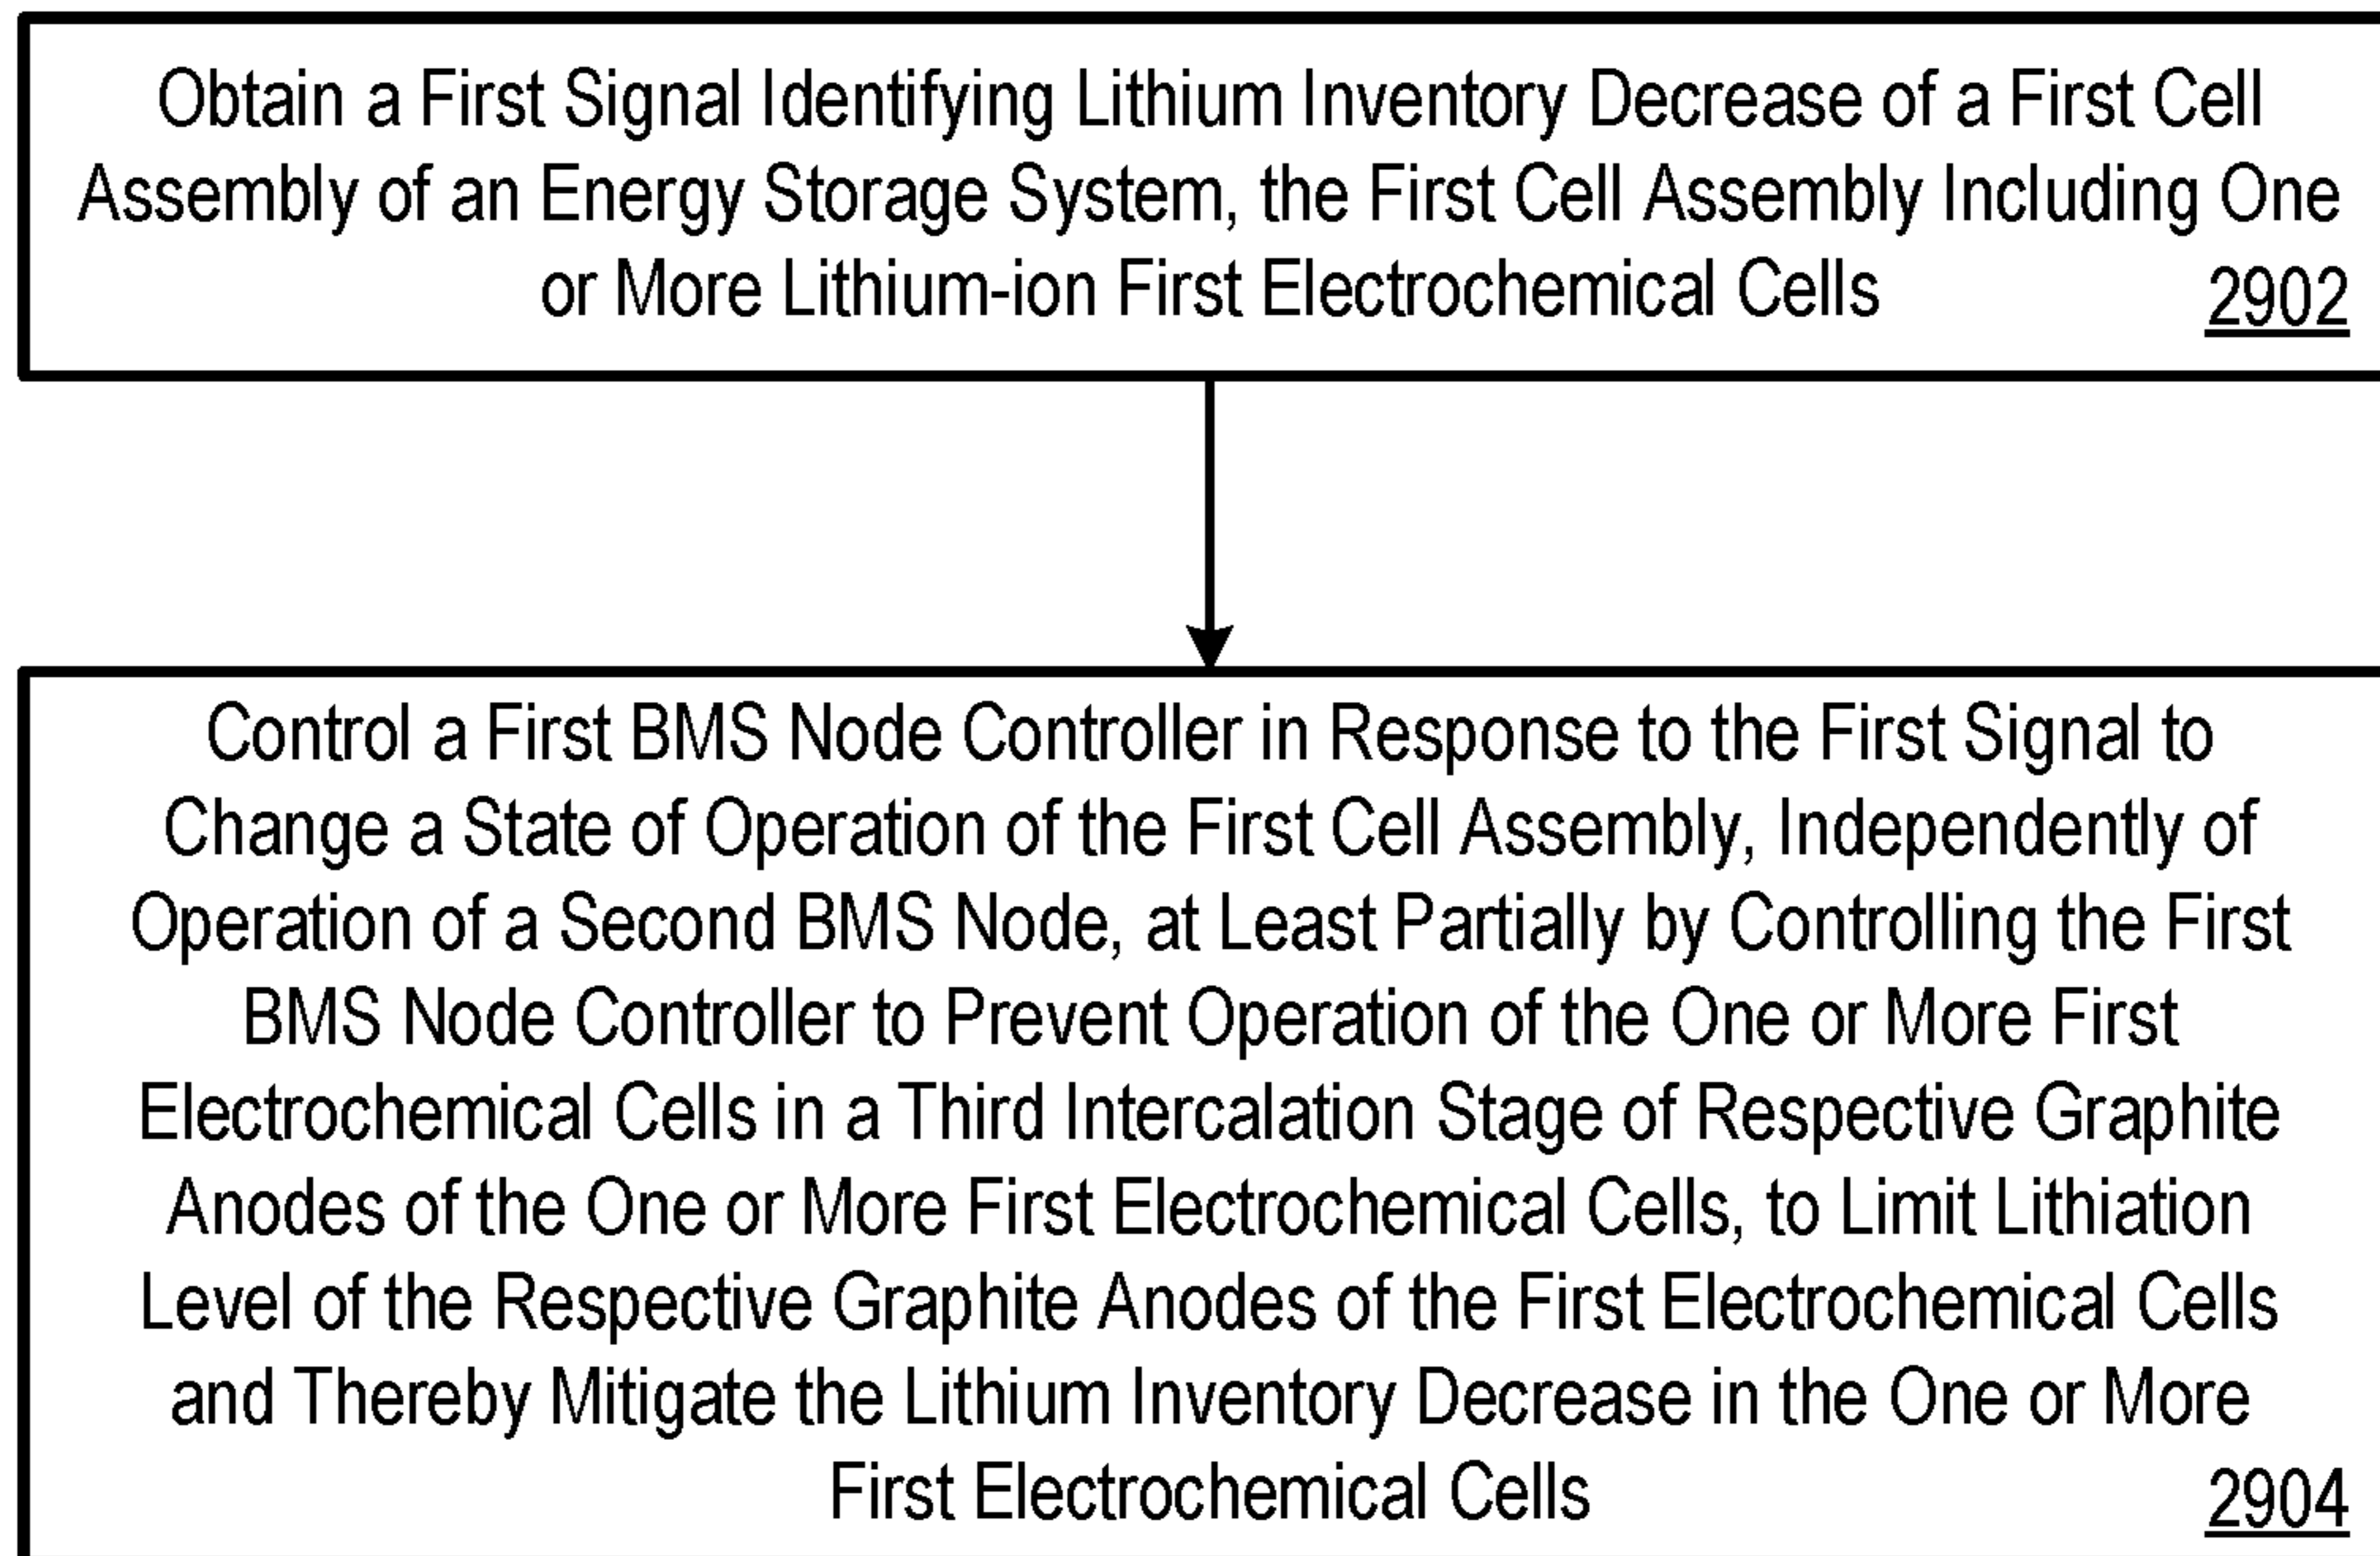 Obtain a First Signal Identifying Lithium Inventory Decrease of a First Cell
Assembly of an Energy Storage System, the First Cell Assembly Including One
or More Lithium-ion First Electrochemical Cells 2902
Control a First BMS Node Controller in Response to the First Signal to
Change a State of Operation of the First Cell Assembly, Independently of
Operation of a Second BMS Node, at Least Partially by Controlling the First
BMS Node Controller to Prevent Operation of the One or More First
Electrochemical Cells in a Third Intercalation Stage of Respective Graphite
Anodes of the One or More First Electrochemical Cells, to Limit Lithiation
Level of the Respective Graphite Anodes of the First Electrochemical Cells
and Thereby Mitigate the Lithium Inventory Decrease in the One or More
First Electrochemical Cells 2904